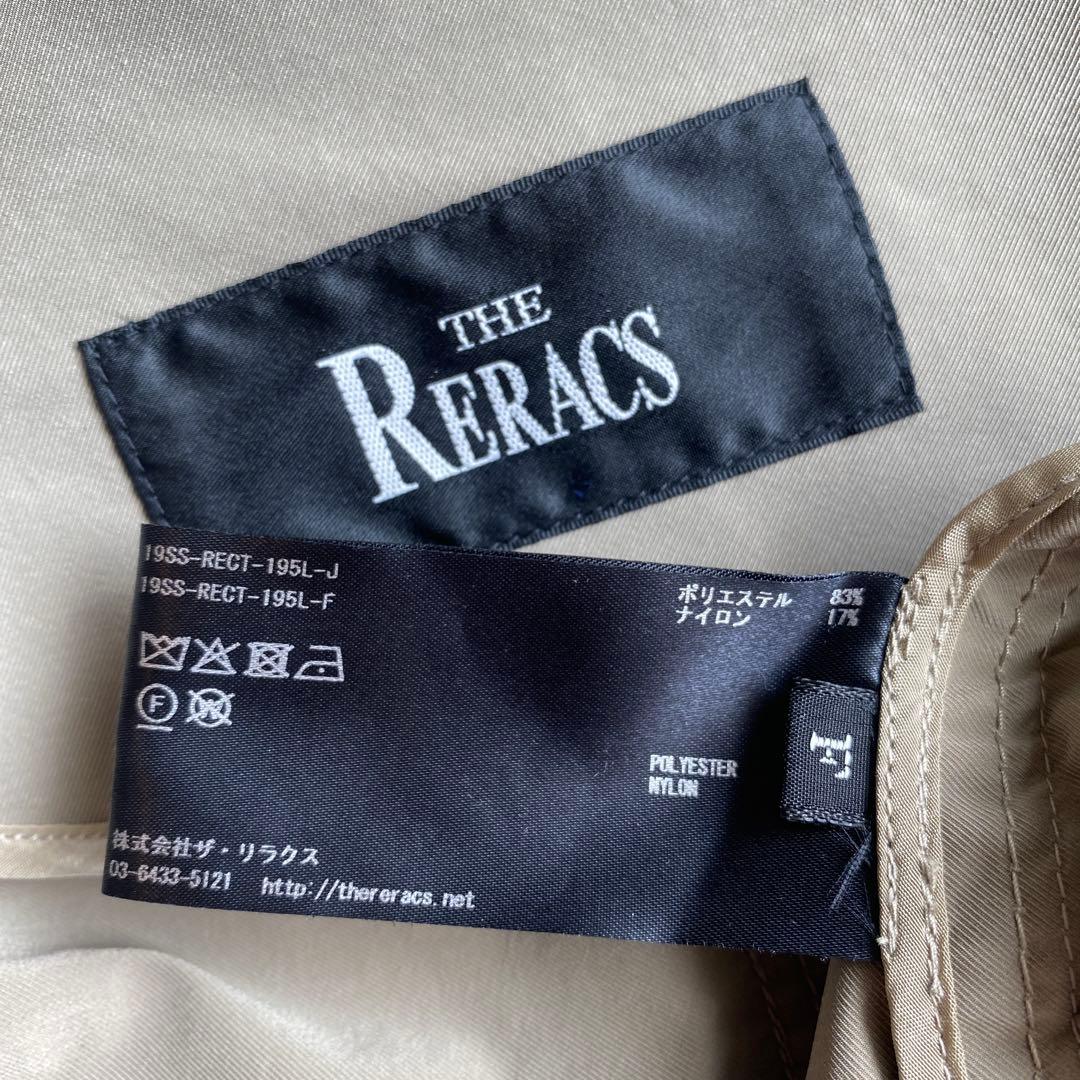 THE
RERACS
19SS-RECT-195L-J
19SS-RECT-195L-F
ポリエステル 83%
ナイロン 17%
F
W
POLYESTER
NYLON
F
株式会社ザ・リラクス
03-6433-5121 http://thereracs.net